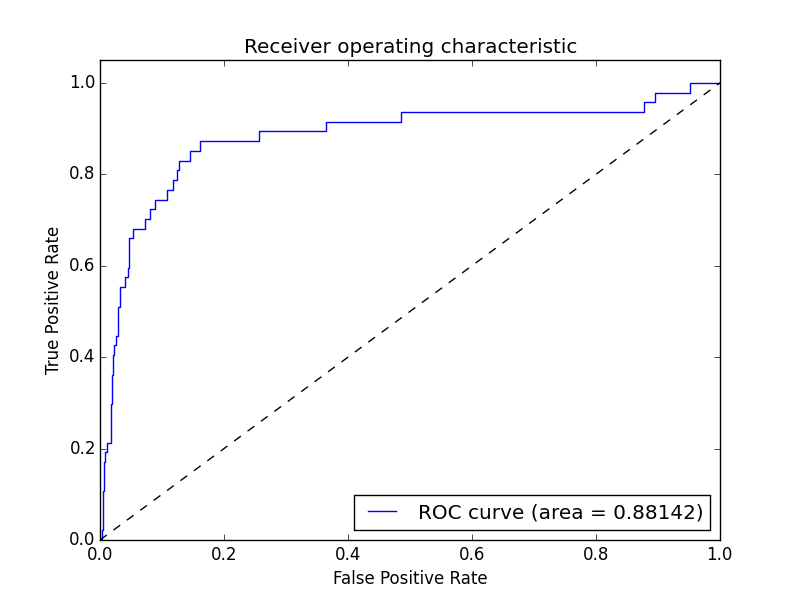 Receiver operating characteristic
1.0
0.8
0.6
0.4
0.2
0.0
True Positive Rate
ROC curve (area = 0.88142)
0.0 0.2 0.4 0.6 0.8 1.0
False Positive Rate